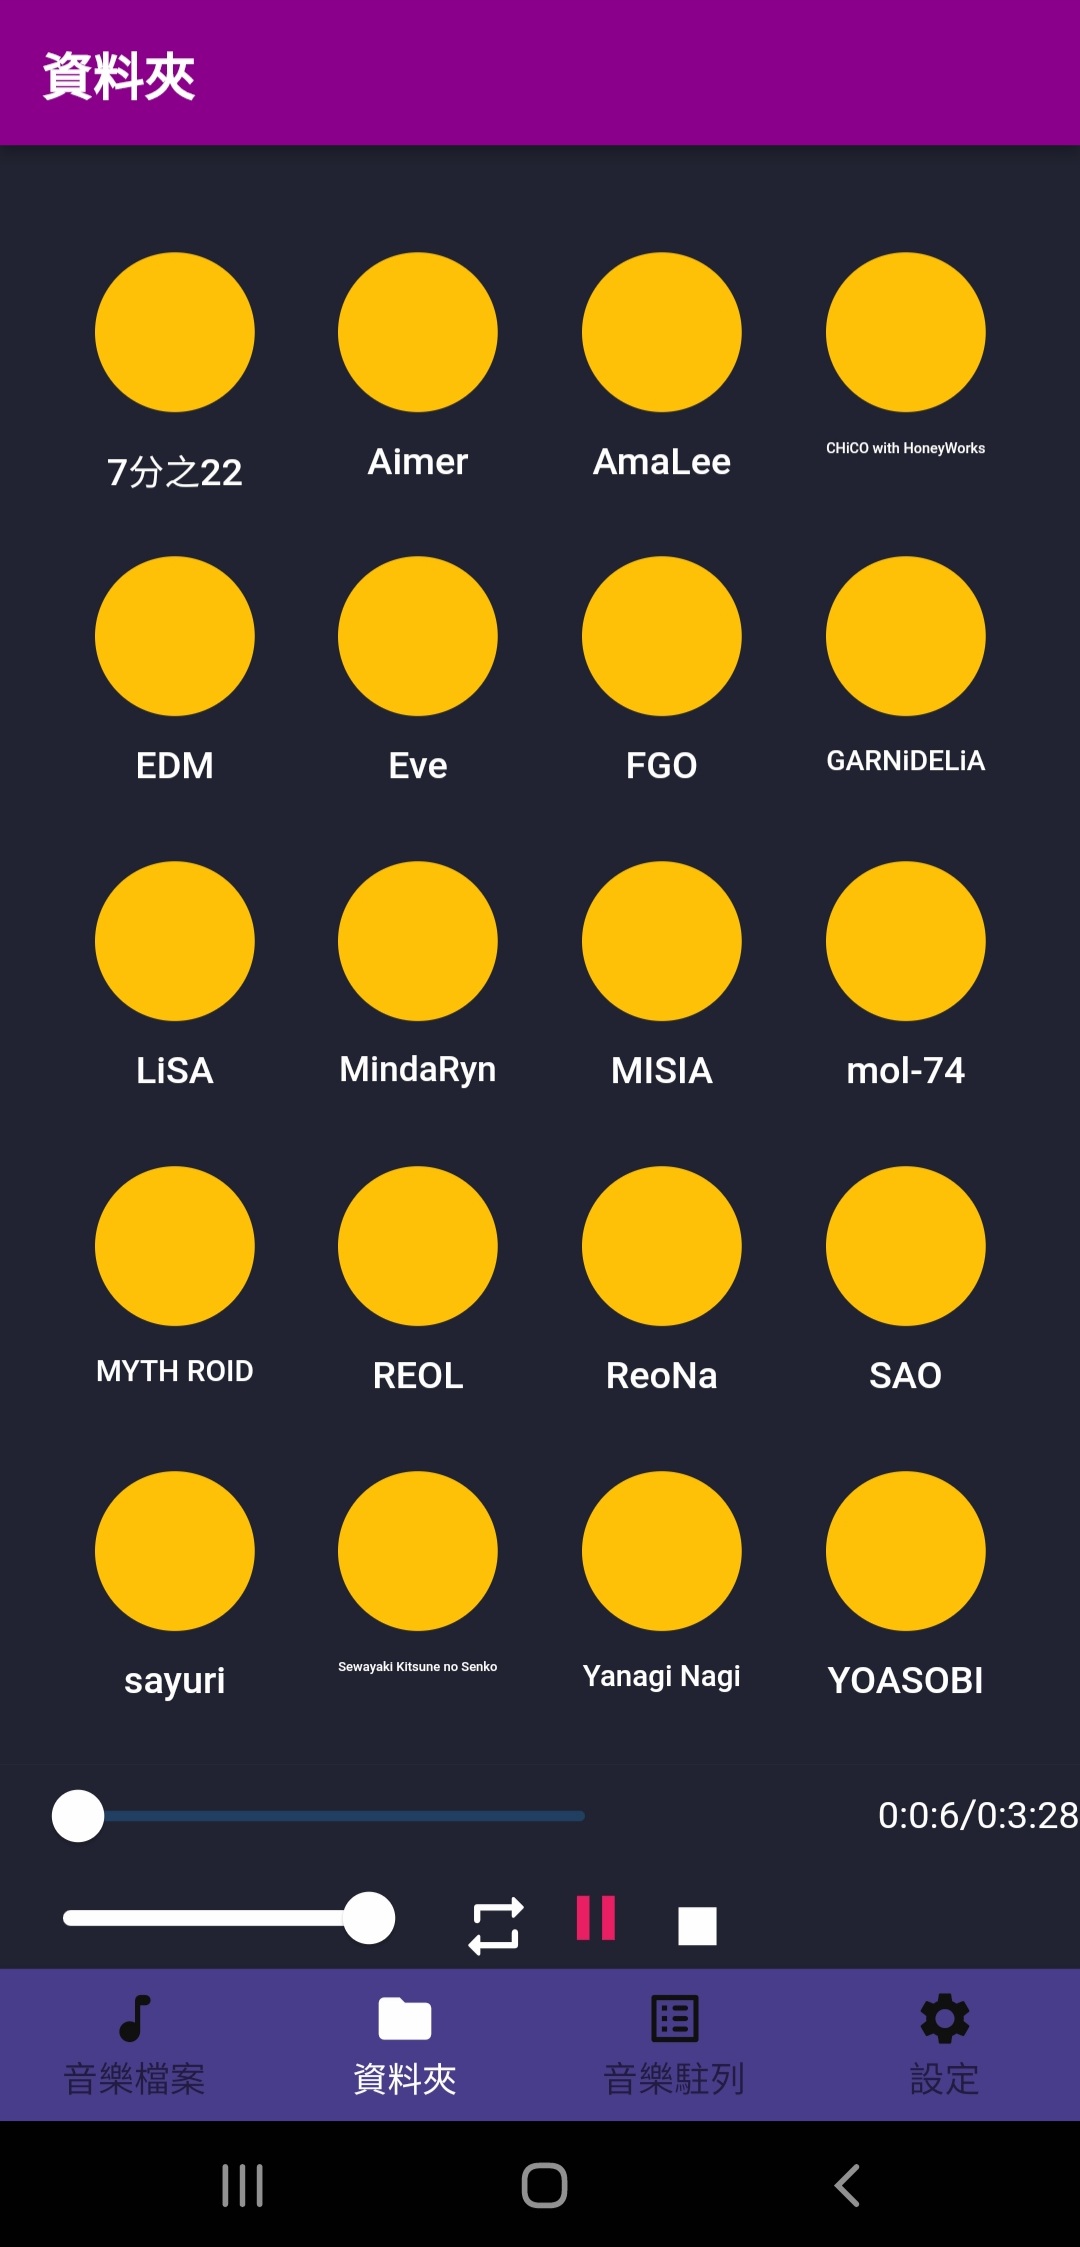 資料夾
7分之22
Aimer
AmaLee
CHiCO with HoneyWorks
EDM
Eve
FGO
GARNiDELiA
LiSA
MindaRyn
MISIA
mol-74
MYTH ROID
REOL
ReoNa
SAO
sayuri
Sewayaki Kitsune no Senko
Yanagi Nagi
YOASOBI
0:0:6/0:3:28
音樂檔案
資料夾
音樂駐列
設定